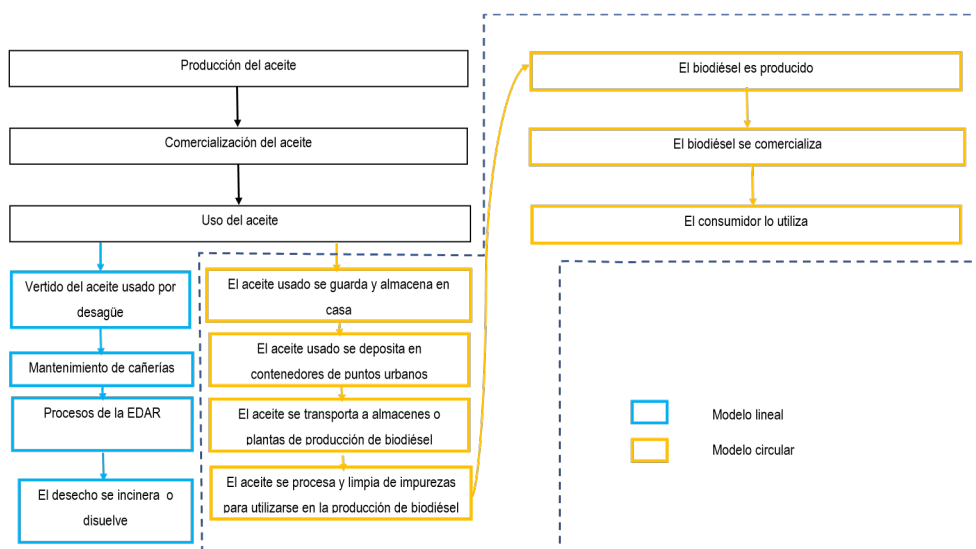 Producción del aceite
Comercialización del aceite
Uso del aceite
Vertido del aceite usado por
desagüe
Mantenimiento de cañerías
Procesos de la EDAR
El desecho se incinera o
disuelve
El aceite usado se guarda y almacena en
casa
El aceite usado se deposita en
contenedores de puntos urbanos
El aceite se transporta a almacenes o
plantas de producción de biodiésel
El aceite se procesa y limpia de impurezas
para utilizarse en la producción de biodiésel
El biodiésel es producido
El biodiésel se comercializa
El consumidor lo utiliza
Modelo lineal
Modelo circular